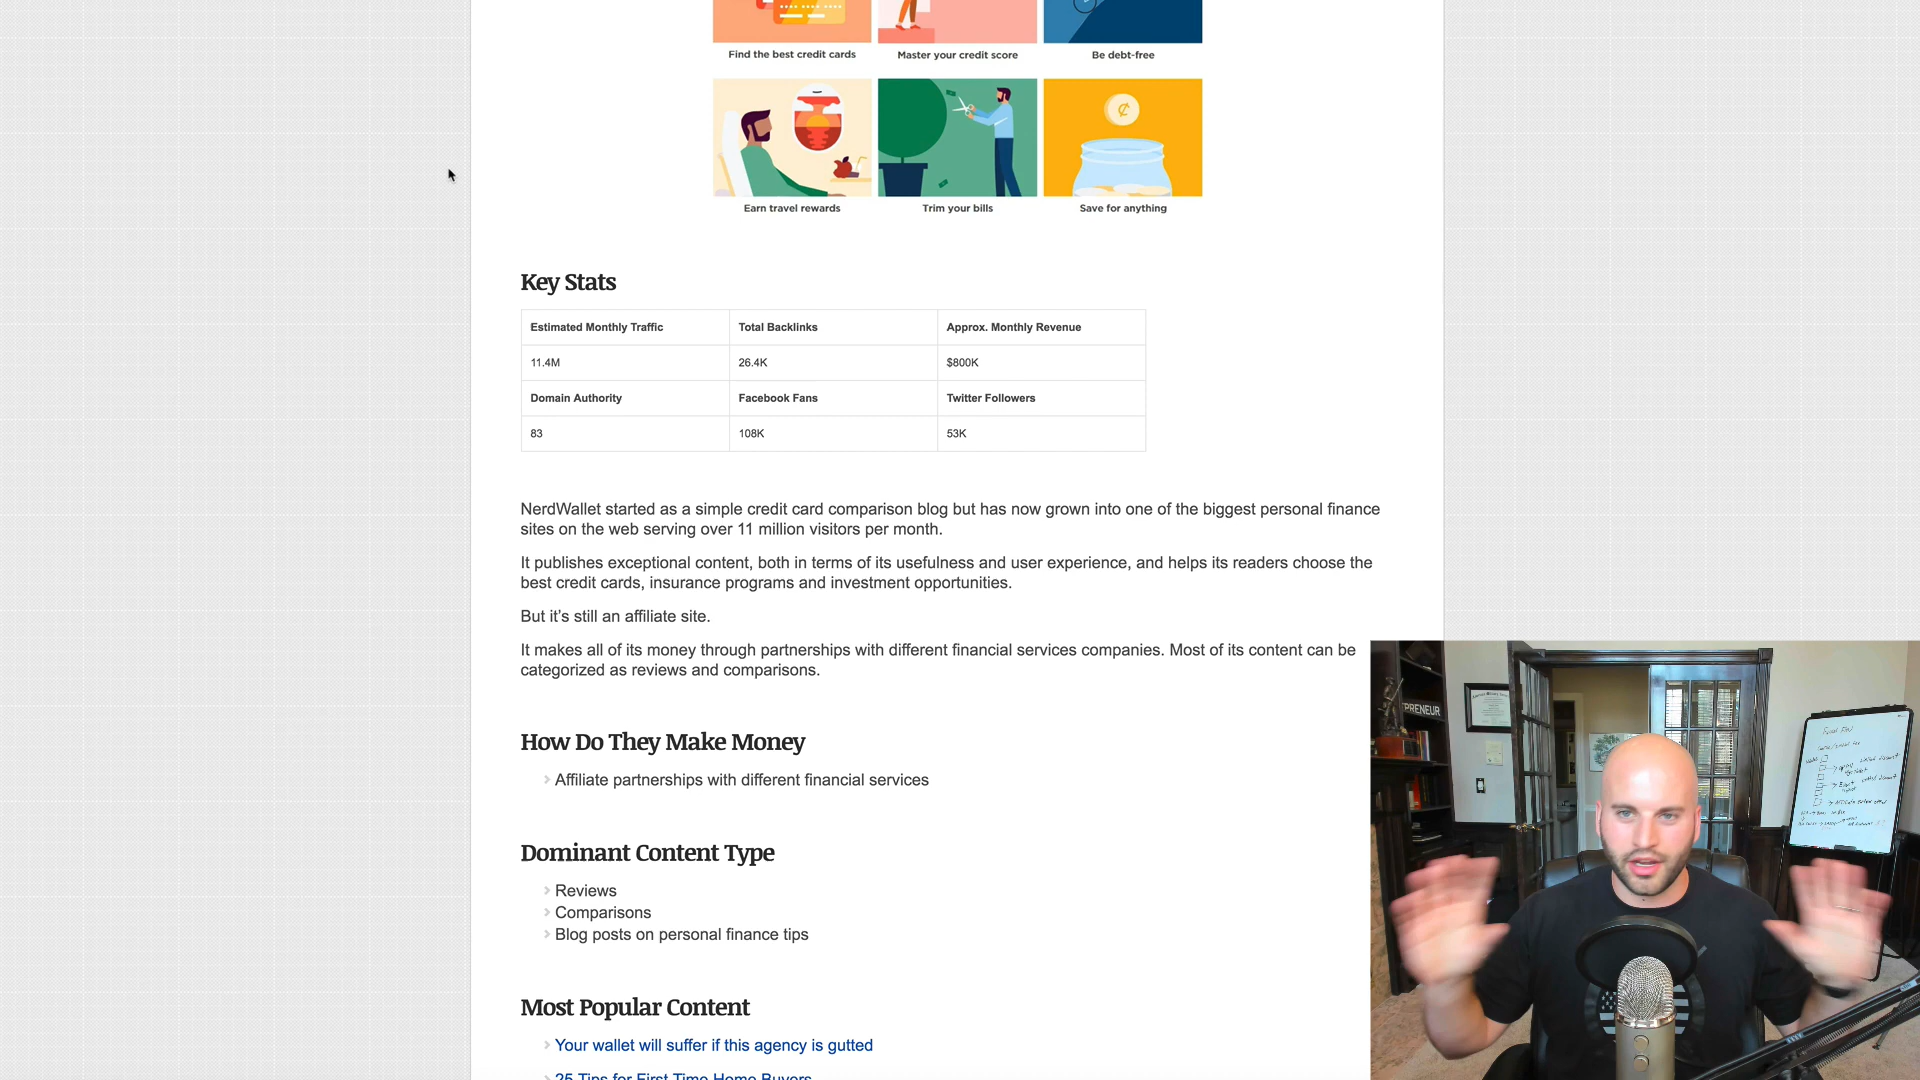 Find the best credit cards
Master your credit score
Be debt-free
Earn travel rewards
Trim your bills
Save for anything
Key Stats
Estimated Monthly Traffic
Total Backlinks
Approx. Monthly Revenue
11.4M
26.4K
$800K
Domain Authority
Facebook Fans
Twitter Followers
83
108K
53K
NerdWallet started as a simple credit card comparison blog but has now grown into one of the biggest personal finance
sites on the web serving over 11 million visitors per month.
It publishes exceptional content, both in terms of its usefulness and user experience, and helps its readers choose the
best credit cards, insurance programs and investment opportunities.
But it's still an affiliate site.
It makes all of its money through partnerships with different financial services companies. Most of its content can be
categorized as reviews and comparisons.
How Do They Make Money
Affiliate partnerships with different financial services
Dominant Content Type
Reviews
Comparisons
Blog posts on personal finance tips
Most Popular Content
Your wallet will suffer if this agency is gutted
25 Tips for First Time Home Buyers
PRENEUR